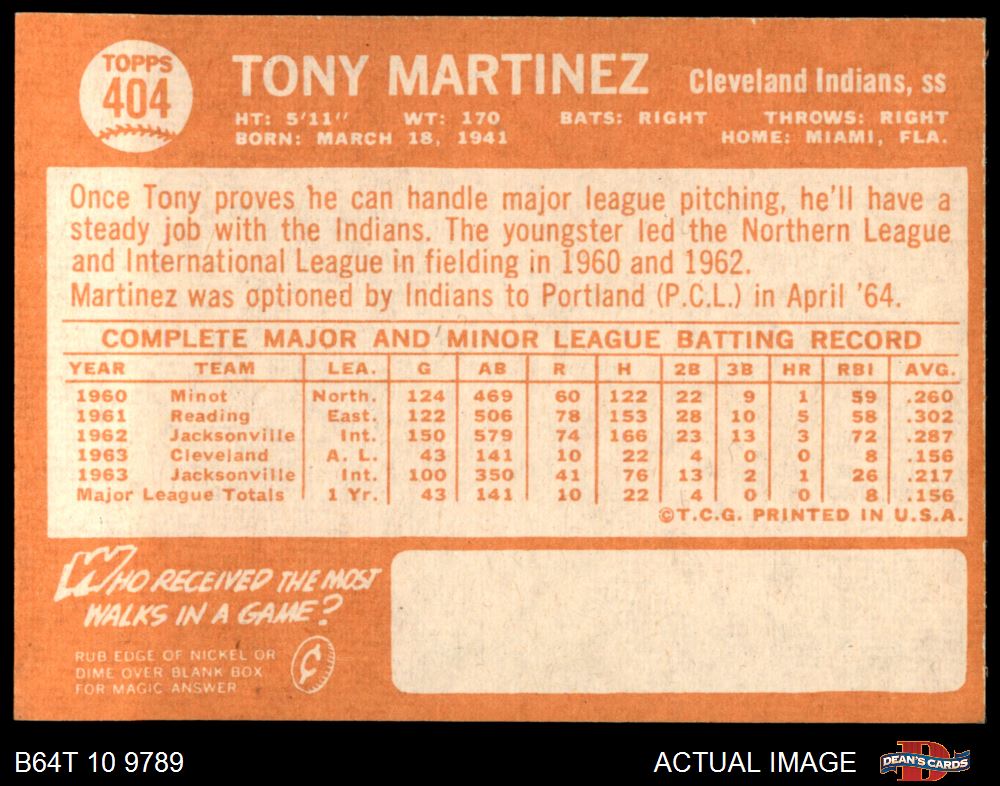 TOPPS
404
TONY MARTINEZ Cleveland Indians, ss
HT: 5'11" WT: 170 BATS: RIGHT THROWS: RIGHT
BORN: MARCH 18, 1941 HOME: MIAMI, FLA.
Once Tony proves he can handle major league pitching, he'll have a
steady job with the Indians. The youngster led the Northern League
and International League in fielding in 1960 and 1962.
Martinez was optioned by Indians to Portland (P.C.L.) in April '64.
COMPLETE MAJOR AND MINOR LEAGUE BATTING RECORD
YEAR TEAM LEA. G AB R H 2B 3B HR RBI AVG.
1960 Minot North. 124 469 60 122 22 9 1 59 .260
1961 Reading East. 122 506 78 153 28 10 5 58 .302
1962 Jacksonville Int. 150 579 74 166 23 13 3 72 .287
1963 Cleveland A. L. 43 141 10 22 4 0 0 8 .156
1963 Jacksonville Int. 100 350 41 76 13 2 1 26 .217
Major League Totals 1 Yr. 43 141 10 22 4 0 0 8 .156
©T.C.G. PRINTED IN U.S.A.
WHO RECEIVED THE MOST
WALKS IN A GAME?
RUB EDGE OF NICKEL OR
DIME OVER BLANK BOX
FOR MAGIC ANSWER
¢
B64T 10 9789 ACTUAL IMAGE
D
DEAN'S CARDS